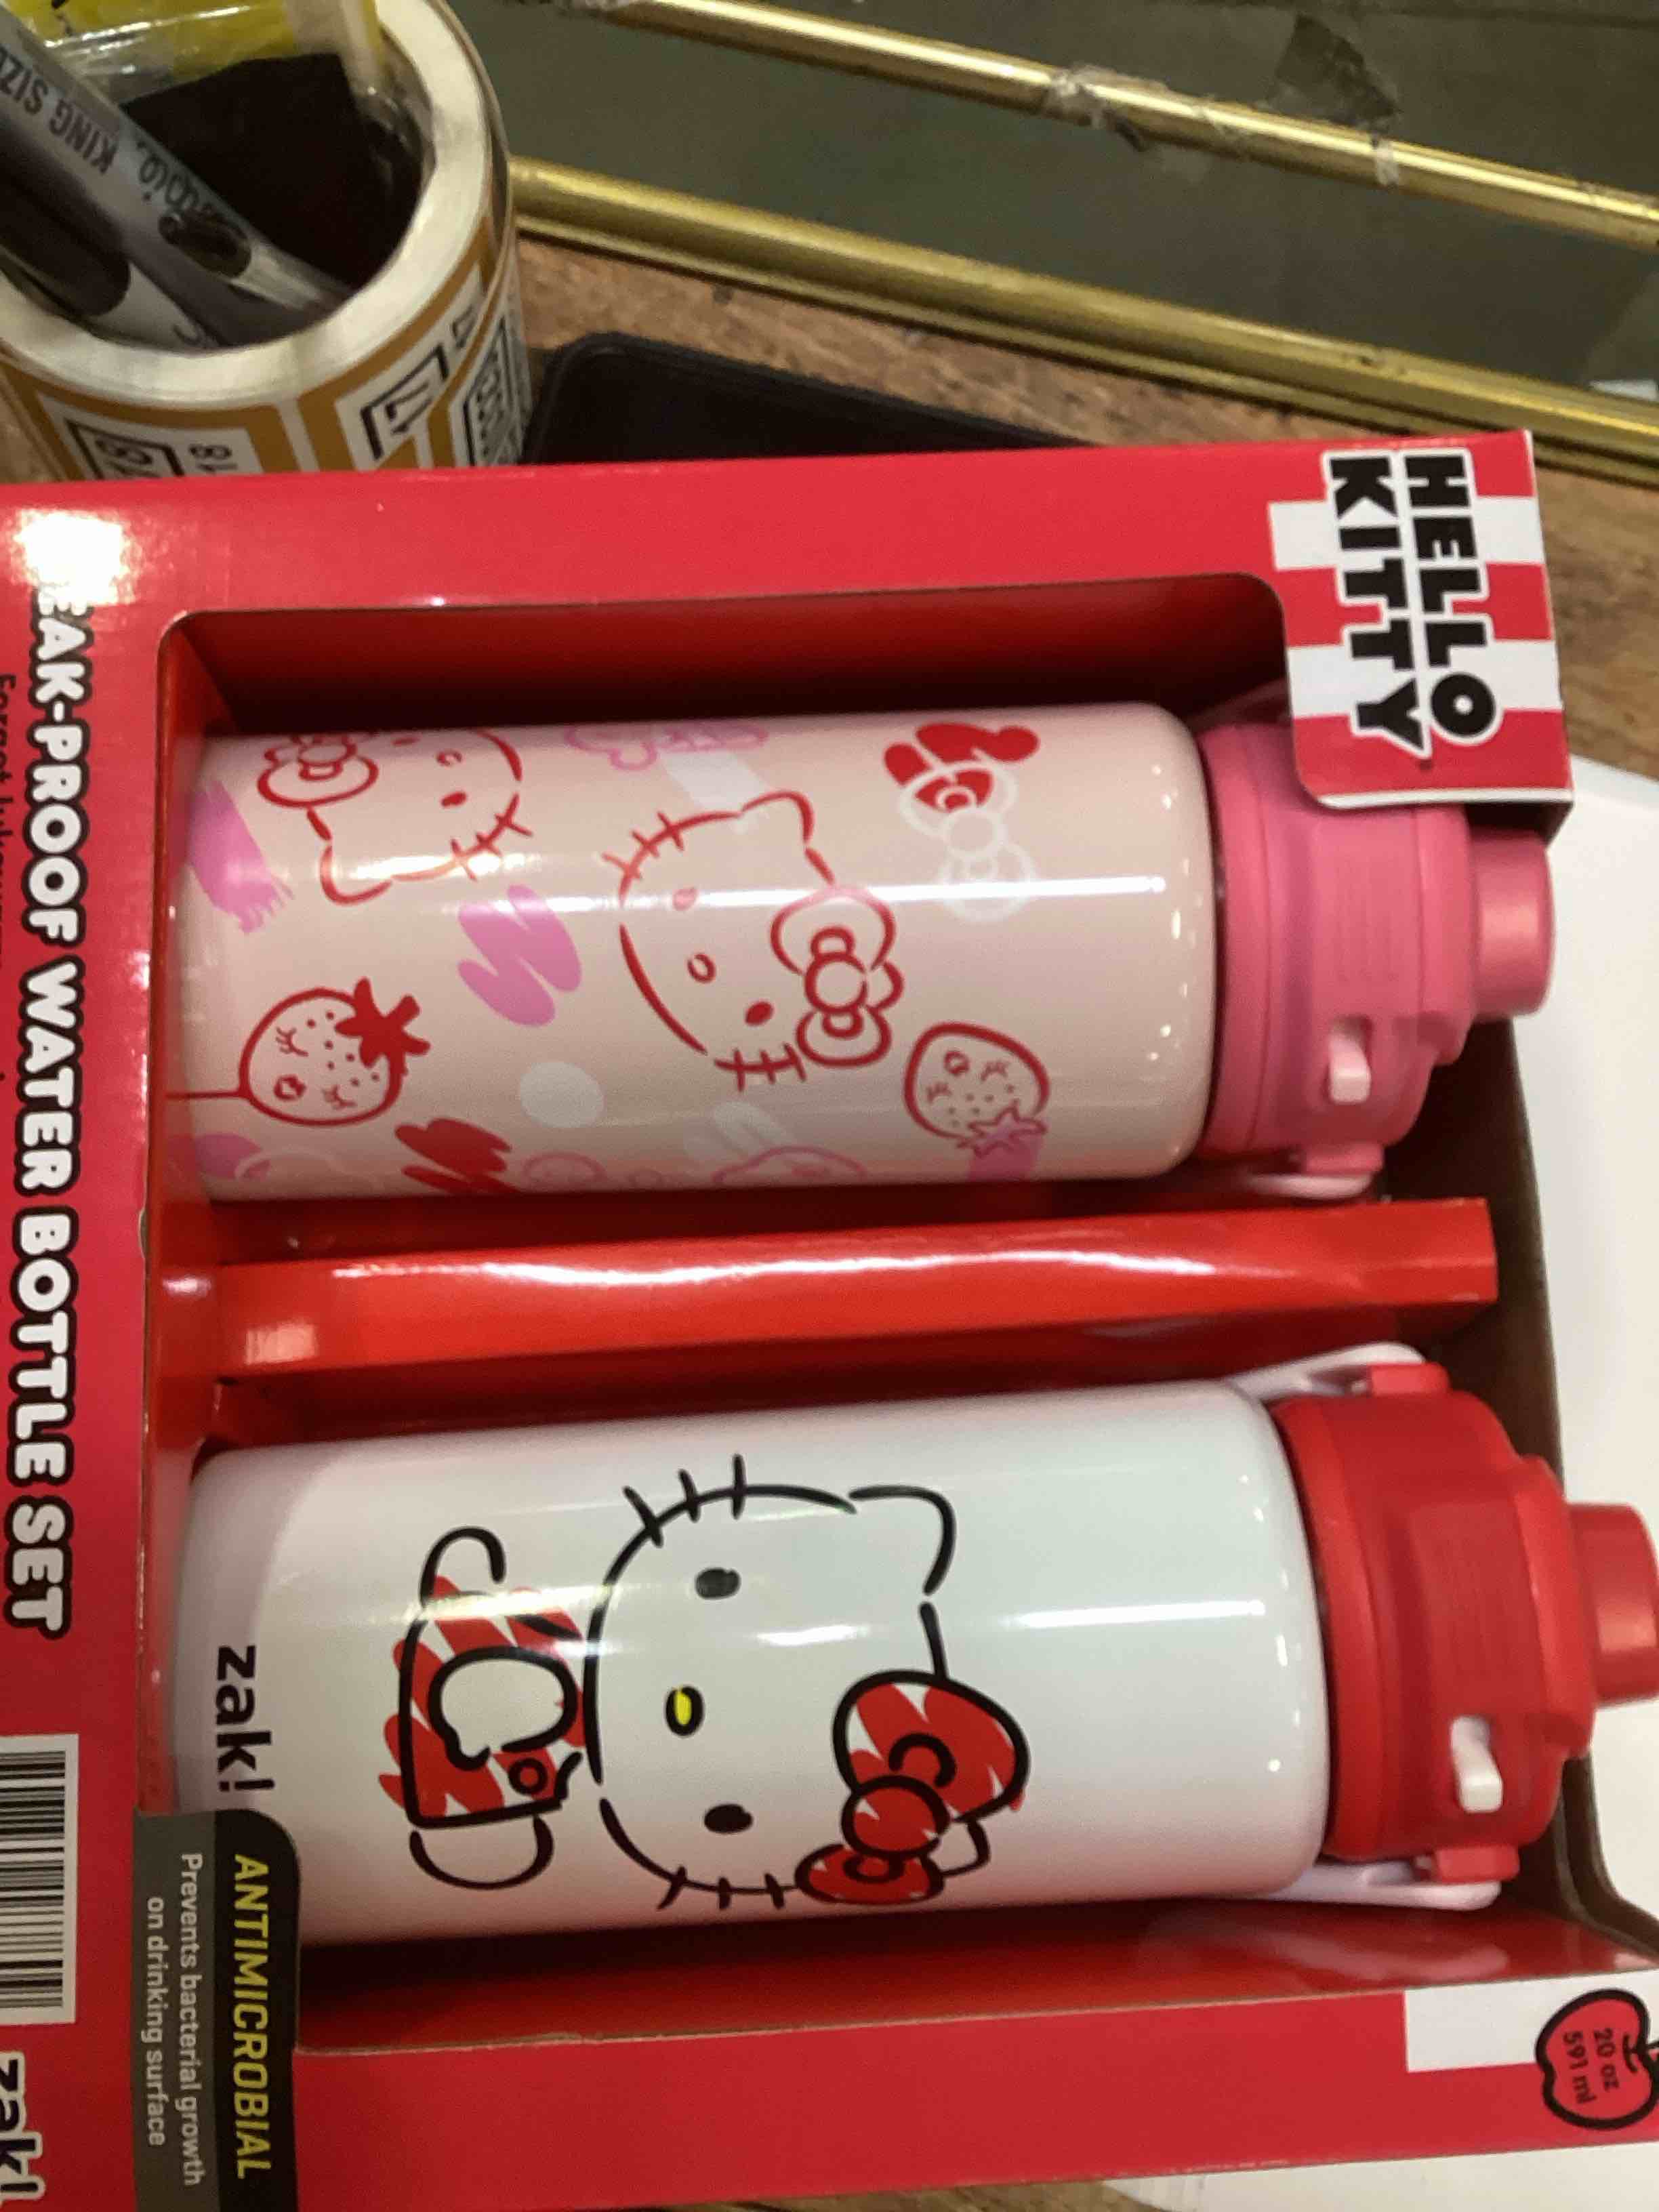 HELLO
KITTY
zak!
ANTIMICROBIAL
Prevents bacterial growth
on drinking surface
20 oz
591 ml
EAK-PROOF WATER BOTTLE SET
zak!
Sharpie
KING SIZE